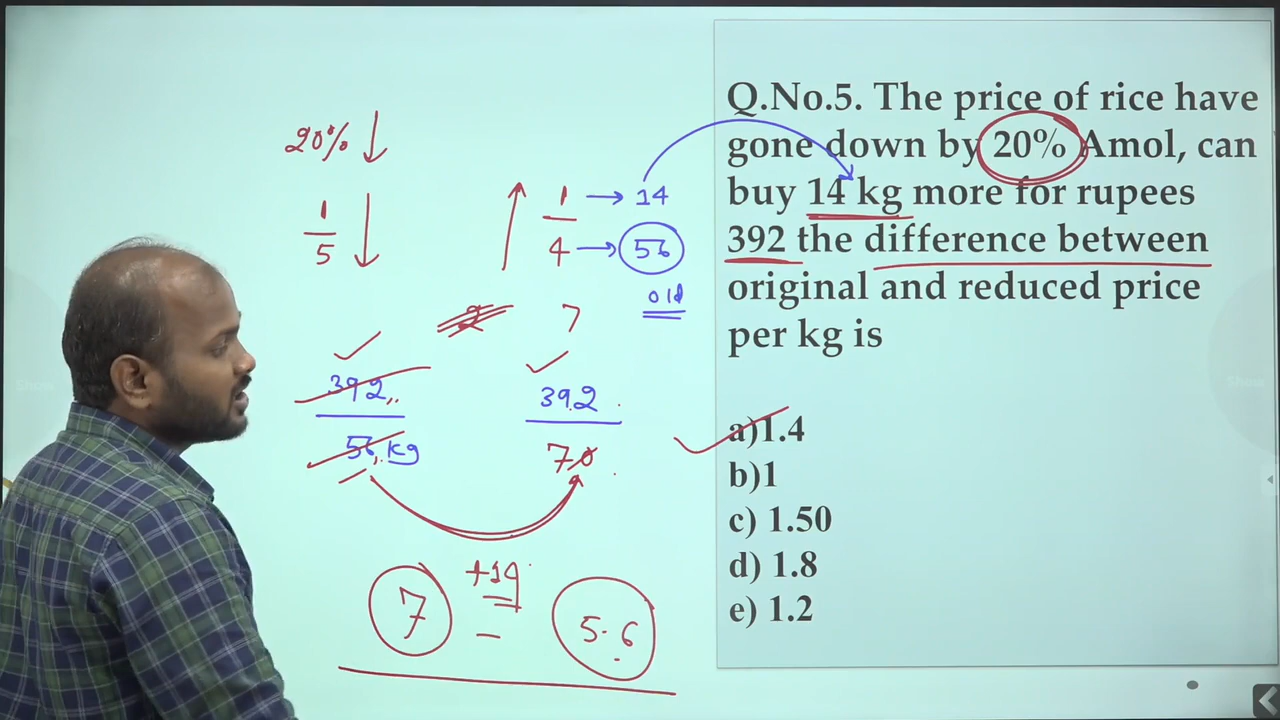 20% ↓
1/5 ↓
1/4
→ 14
→ 56
old
7
392
56 kg
392
70
+14
7 - 5.6
Q.No.5. The price of rice have
gone down by 20% Amol, can
buy 14 kg more for rupees
392 the difference between
original and reduced price
per kg is
a)1.4
b)1
c) 1.50
d) 1.8
e) 1.2